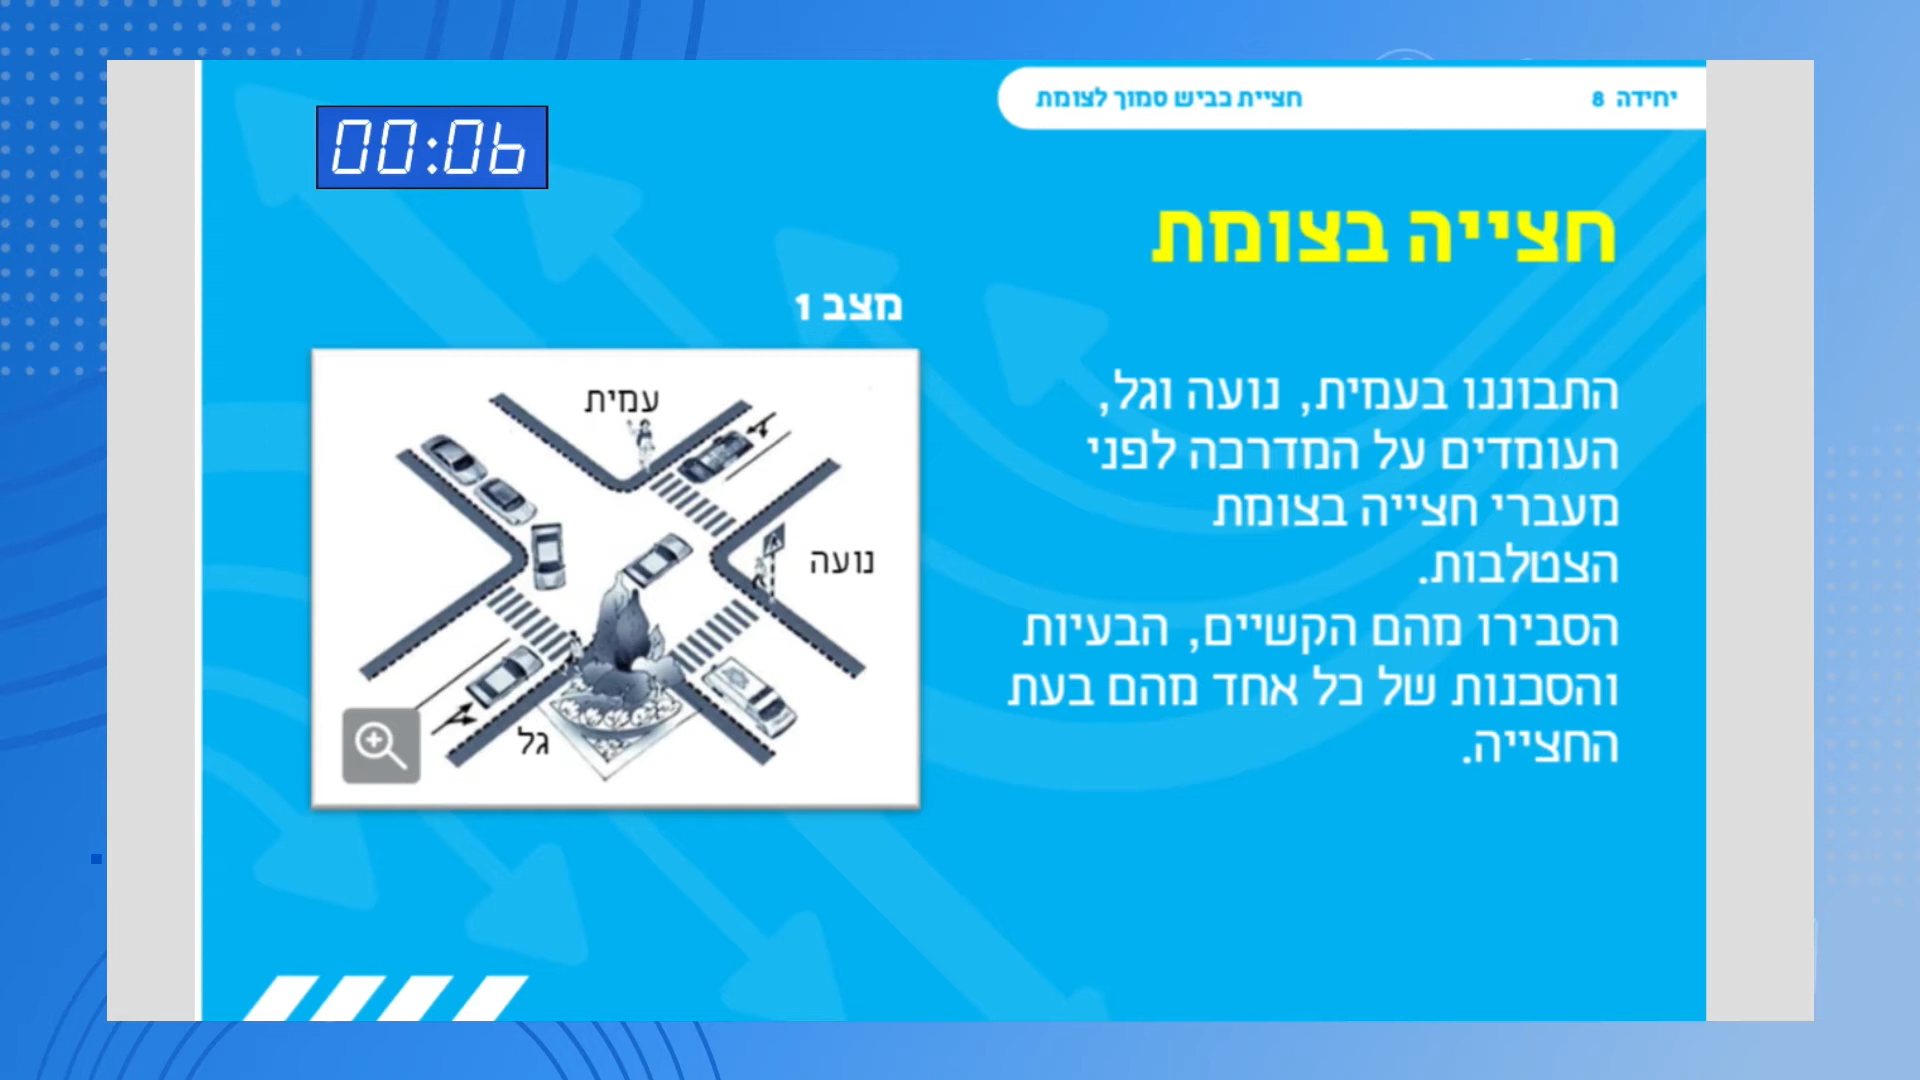 יחידה 8 חציית כביש סמוך לצומת
00:06
חצייה בצומת
מצב 1
התבוננו בעמית, נועה וגל,
העומדים על המדרכה לפני
מעברי חצייה בצומת
הצטלבות.
הסבירו מהם הקשיים, הבעיות
והסכנות של כל אחד מהם בעת
החצייה.
עמית
נועה
גל